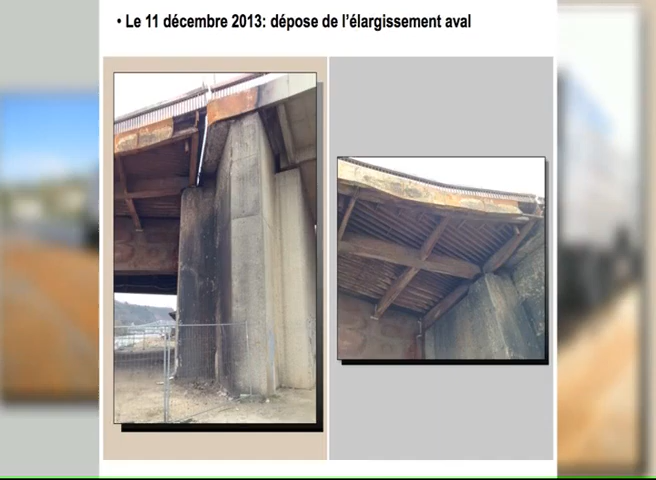 • Le 11 décembre 2013: dépose de l'élargissement aval